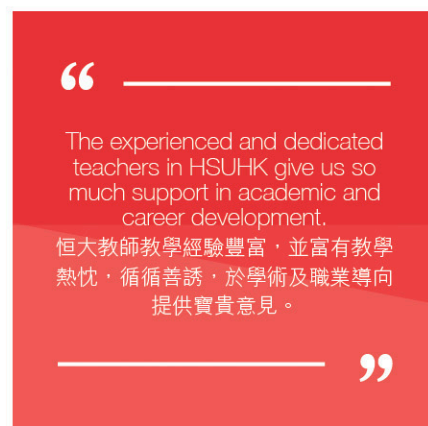 “
The experienced and dedicated
teachers in HSUHK give us so
much support in academic and
career development.
恒大教師教學經驗豐富，並富有教學
熱忱，循循善誘，於學術及職業導向
提供寶貴意見。
”